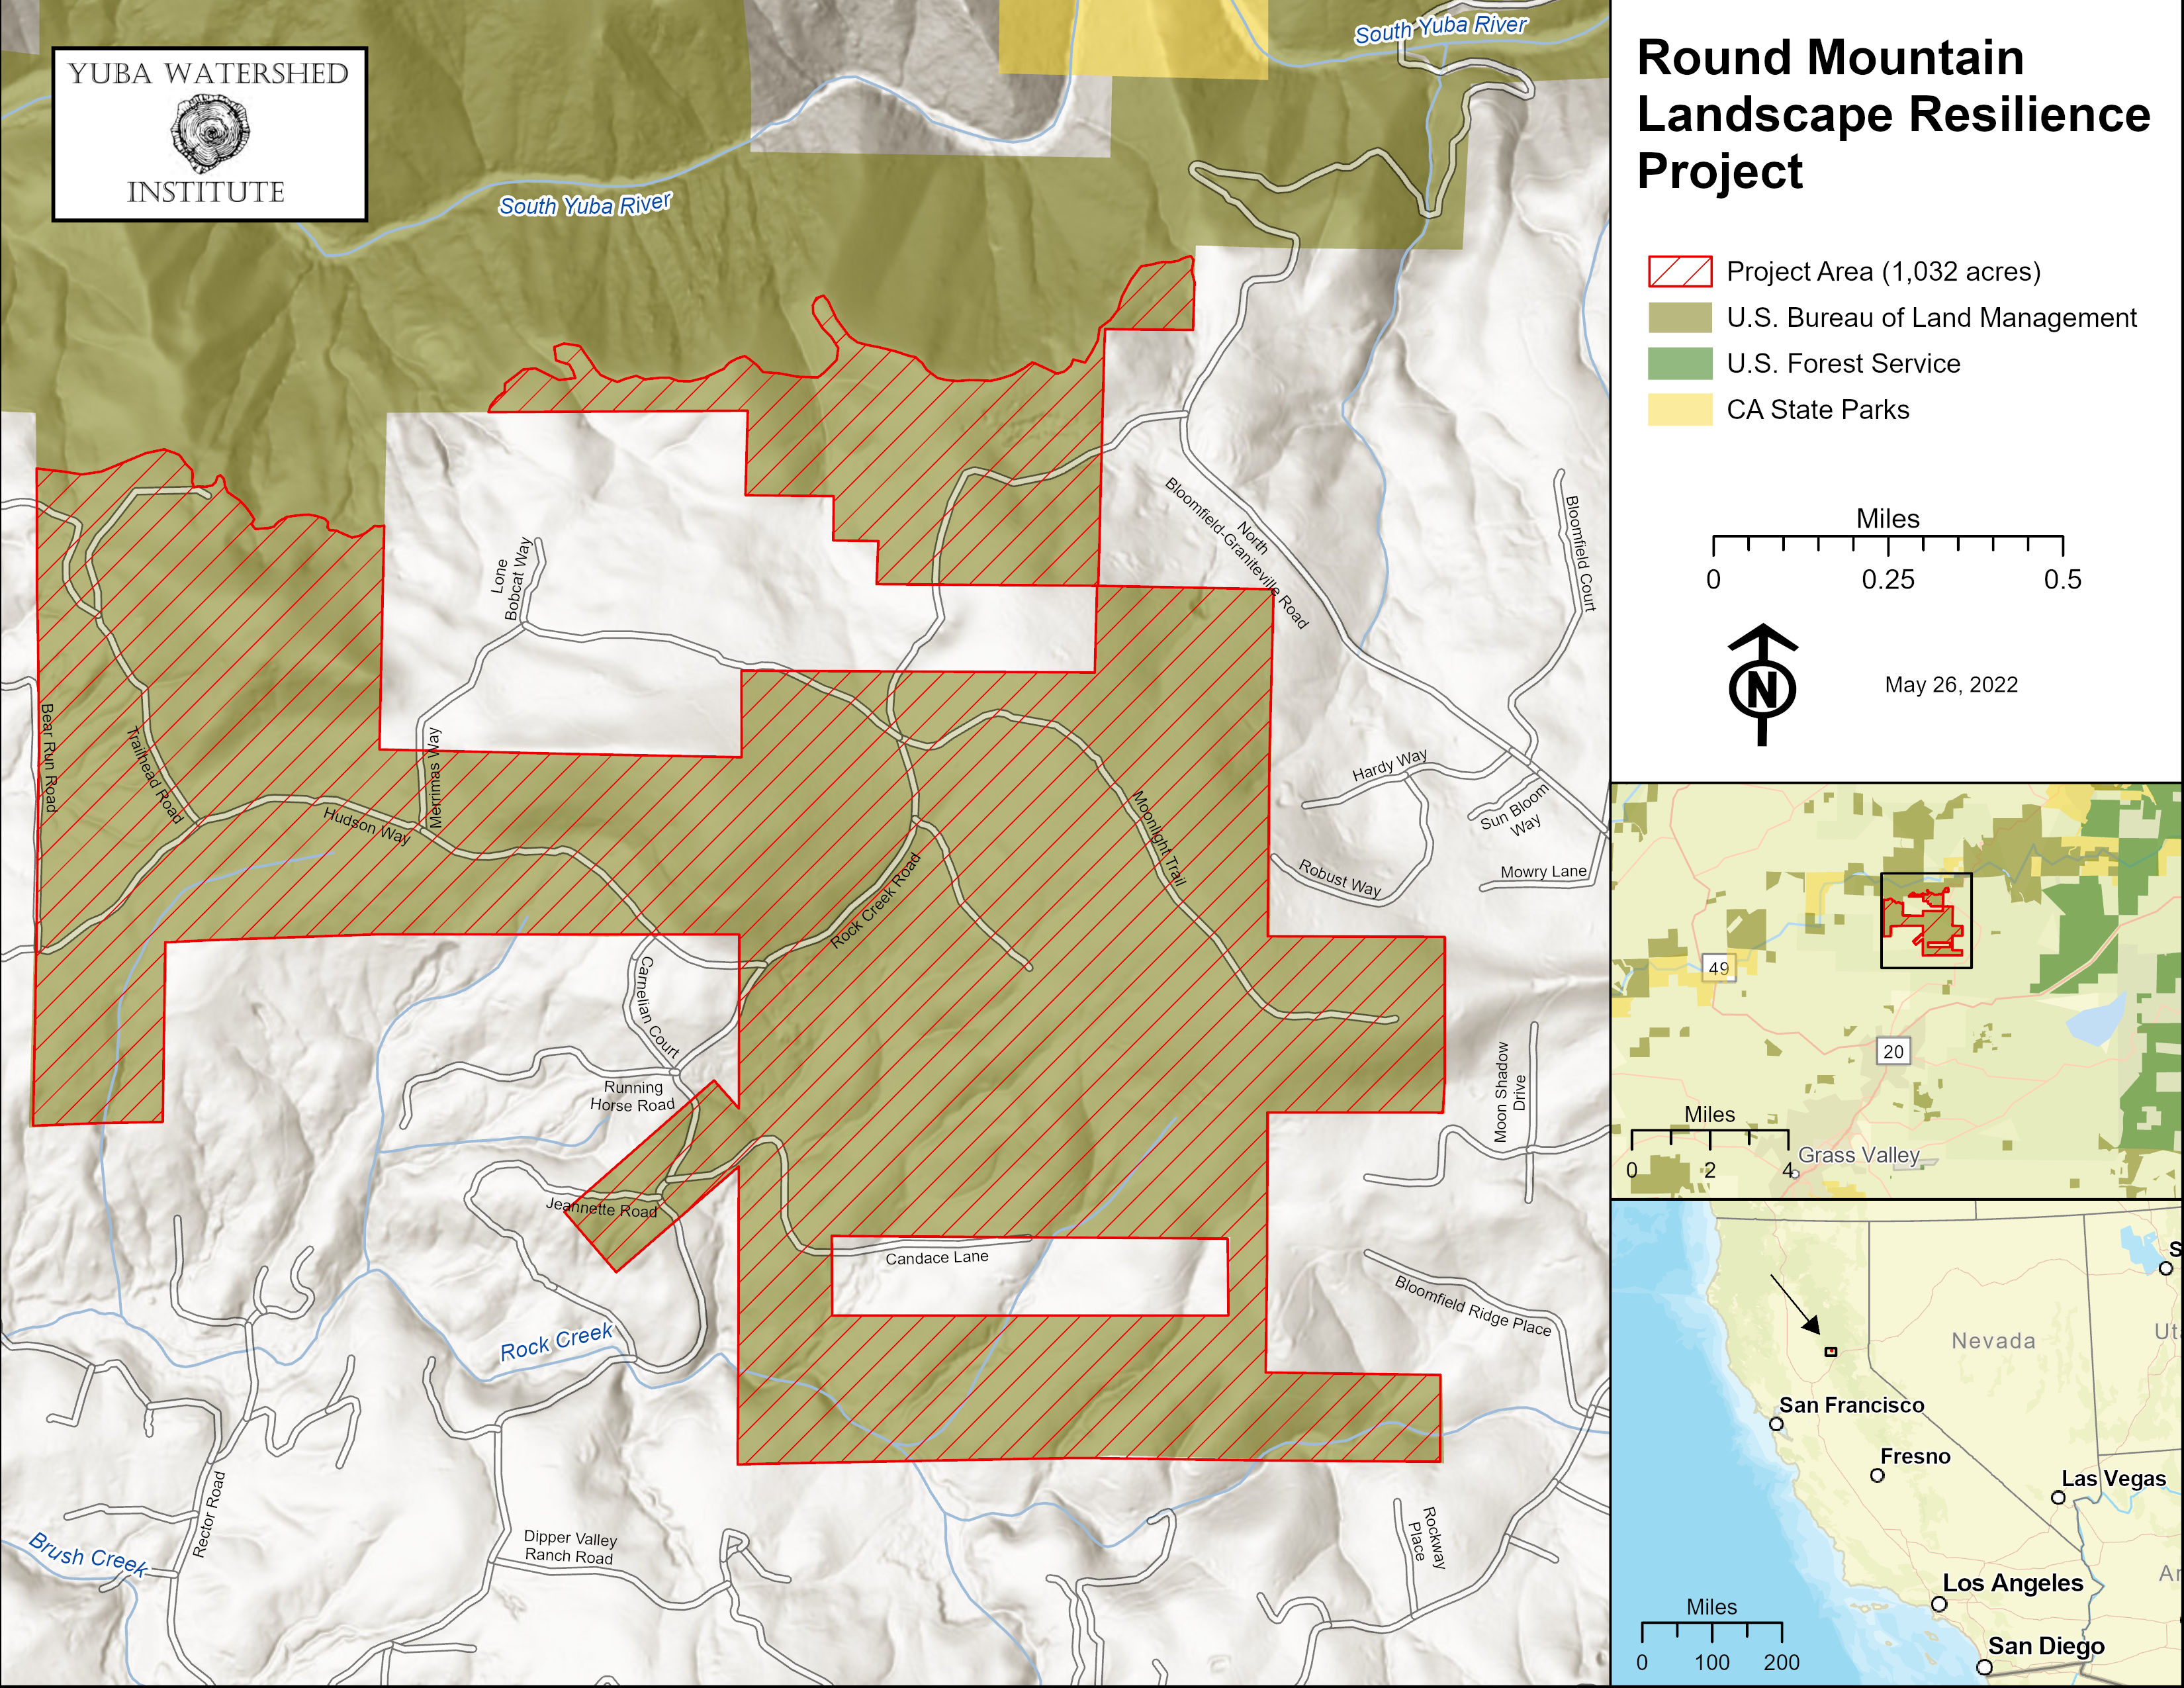 YUBA WATERSHED
INSTITUTE
South Yuba River
South Yuba River
Lone
Bobcat Way
North
Bloomfield-Graniteville Road
Bloomfield Court
Bear Run Road
Trailhead Road
Merrimas Way
Hudson Way
Rock Creek Road
Moonlight Trail
Hardy Way
Sun Bloom
Way
Robust Way
Mowry Lane
Carnelian Court
Running
Horse Road
Moon Shadow
Drive
Jeannette Road
Candace Lane
Bloomfield Ridge Place
Rock Creek
Rector Road
Brush Creek
Dipper Valley
Ranch Road
Rockway
Place
Round Mountain
Landscape Resilience
Project
Project Area (1,032 acres)
U.S. Bureau of Land Management
U.S. Forest Service
CA State Parks
Miles
0 0.25 0.5
N
May 26, 2022
49
20
Miles
0 2 4
Grass Valley
S
Nevada
Ut
San Francisco
Fresno
Las Vegas
Ar
Los Angeles
San Diego
Miles
0 100 200